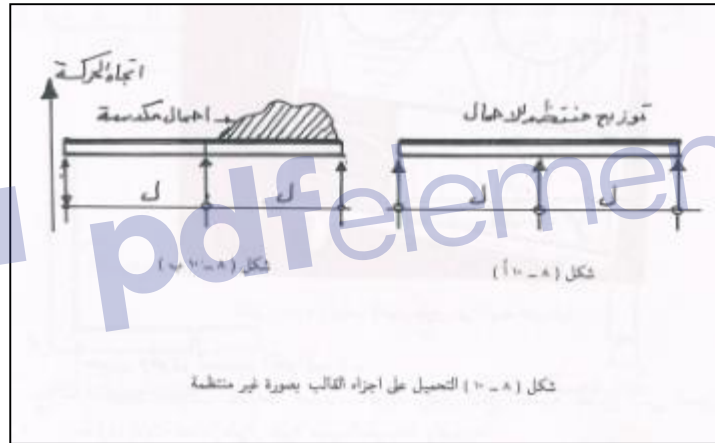 اتجاه الحركة
توزيع منتظم للاحمال
احمال مكدسة
ل
ل
ل
ل
pdfelemen
شكل ( ٨ - ١٠ أ )
شكل ( ٨ - ١٠ ب )
شكل ( ٨ - ١٠ ) التحميل على اجزاء القالب بصورة غير منتظمة